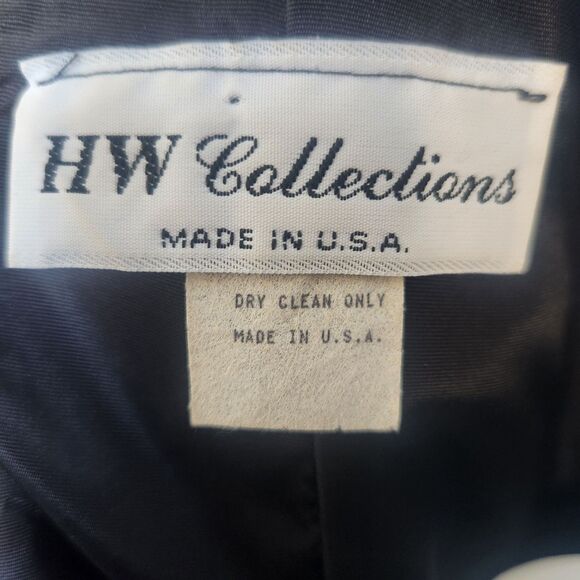 HW Collections
MADE IN U.S.A.
DRY CLEAN ONLY
MADE IN U.S.A.